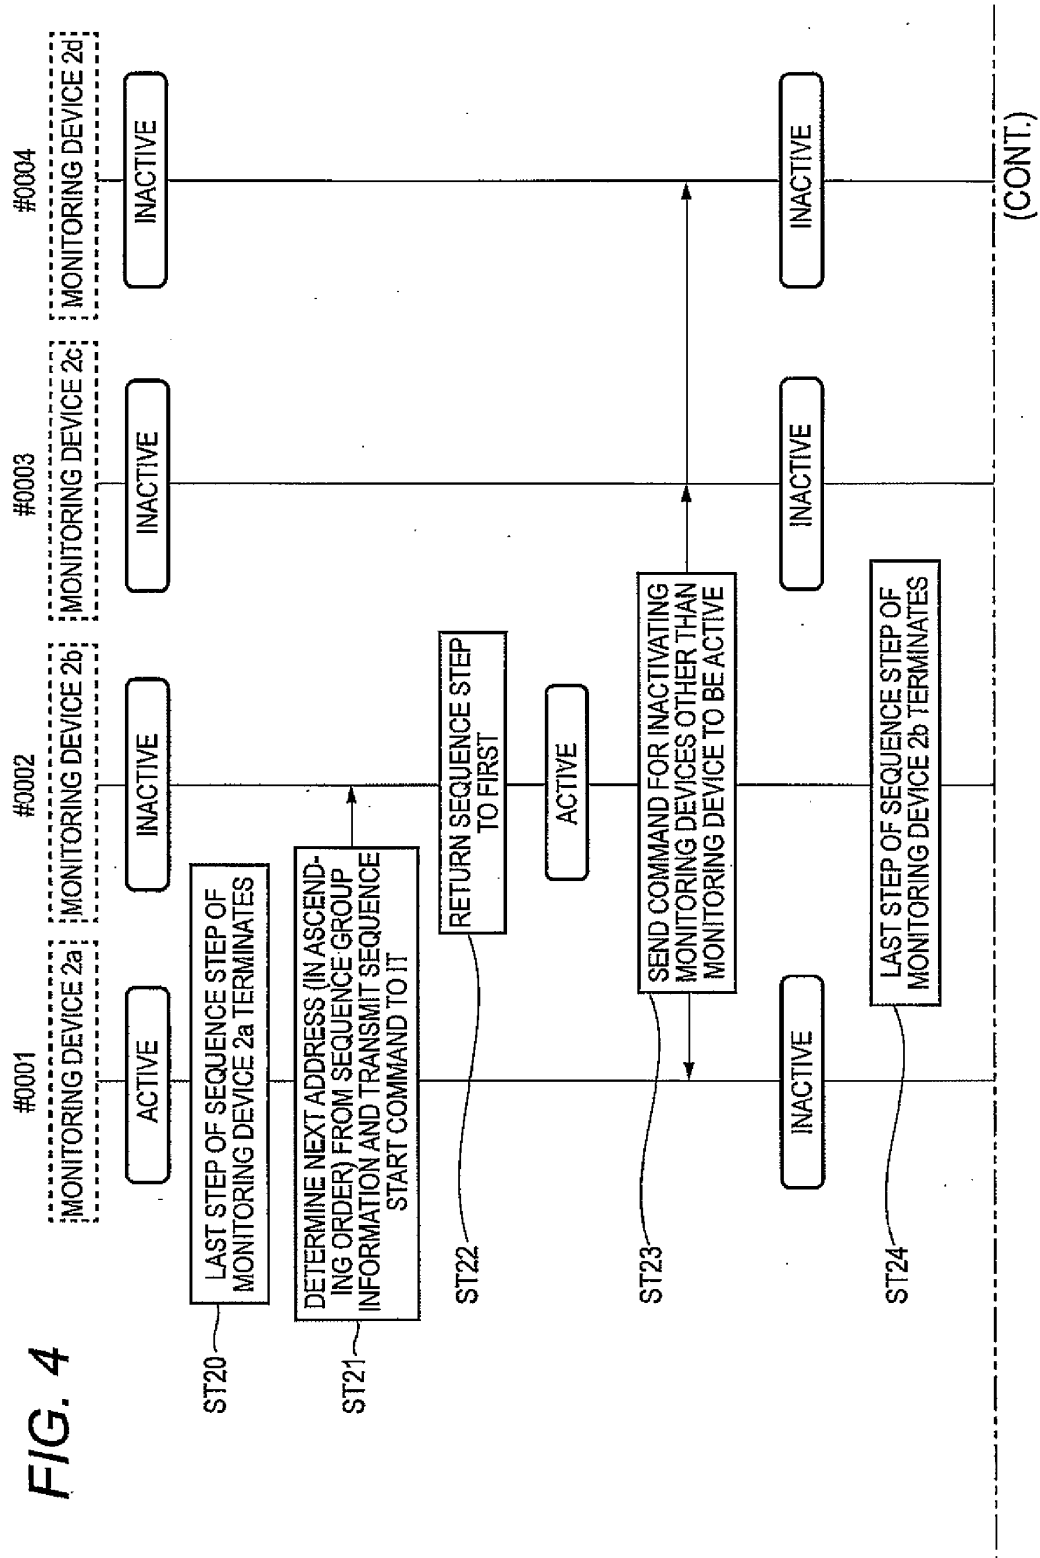 FIG. 4
#0001
#0002
#0003
#0004
MONITORING DEVICE 2a
MONITORING DEVICE 2b
MONITORING DEVICE 2c
MONITORING DEVICE 2d
ACTIVE
INACTIVE
INACTIVE
INACTIVE
ST20
LAST STEP OF SEQUENCE STEP OF
MONITORING DEVICE 2a TERMINATES
ST21
DETERMINE NEXT ADDRESS (IN ASCEND-
ING ORDER) FROM SEQUENCE GROUP
INFORMATION AND TRANSMIT SEQUENCE
START COMMAND TO IT
ST22
RETURN SEQUENCE STEP
TO FIRST
ACTIVE
ST23
SEND COMMAND FOR INACTIVATING
MONITORING DEVICES OTHER THAN
MONITORING DEVICE TO BE ACTIVE
INACTIVE
INACTIVE
INACTIVE
ST24
LAST STEP OF SEQUENCE STEP OF
MONITORING DEVICE 2b TERMINATES
(CONT.)